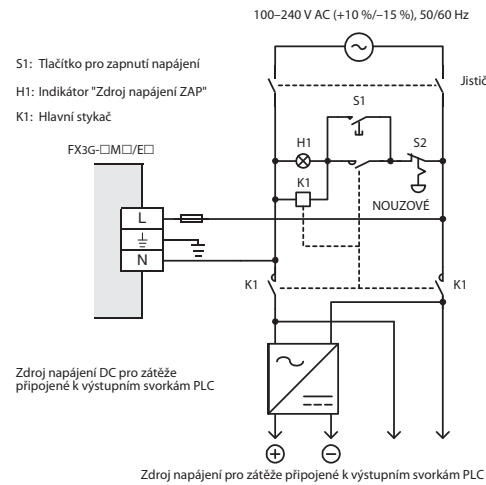 100–240 V AC (+10 %/–15 %), 50/60 Hz
S1: Tlačítko pro zapnutí napájení
Jistič
H1: Indikátor "Zdroj napájení ZAP"
S1
K1: Hlavní stykač
H1
S2
FX3G-□M□/E□
K1
NOUZOVÉ
L
N
K1
K1
Zdroj napájení DC pro zátěže
připojené k výstupním svorkám PLC
Zdroj napájení pro zátěže připojené k výstupním svorkám PLC